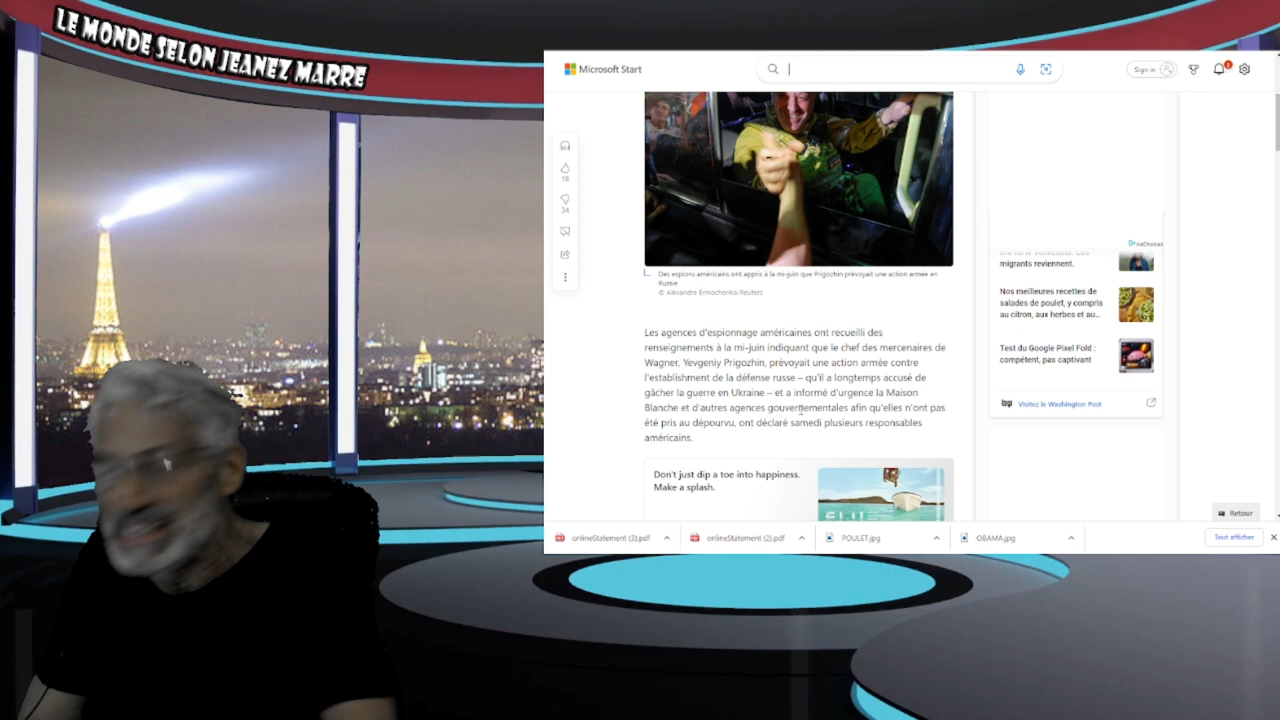 LE MONDE SELON JEANEZ MARRE
Microsoft Start
Sign in
18
34
Des espions américains ont appris à la mi-juin que Prigozhin prévoyait une action armée en
Russie
© Alexandre Ermochenko/Reuters
Les agences d'espionnage américaines ont recueilli des
renseignements à la mi-juin indiquant que le chef des mercenaires de
Wagner, Yevgeniy Prigozhin, prévoyait une action armée contre
l'establishment de la défense russe – qu'il a longtemps accusé de
gâcher la guerre en Ukraine – et a informé d'urgence la Maison
Blanche et d'autres agences gouvernementales afin qu'elles n'ont pas
été pris au dépourvu, ont déclaré samedi plusieurs responsables
américains.
Don't just dip a toe into happiness.
Make a splash.
AdChoices
migrants reviennent.
Nos meilleures recettes de
salades de poulet, y compris
au citron, aux herbes et au...
Test du Google Pixel Fold :
compétent, pas captivant
wp Visitez le Washington Post
Retour
onlineStatement (3).pdf
onlineStatement (2).pdf
POULET.jpg
OBAMA.jpg
Tout afficher